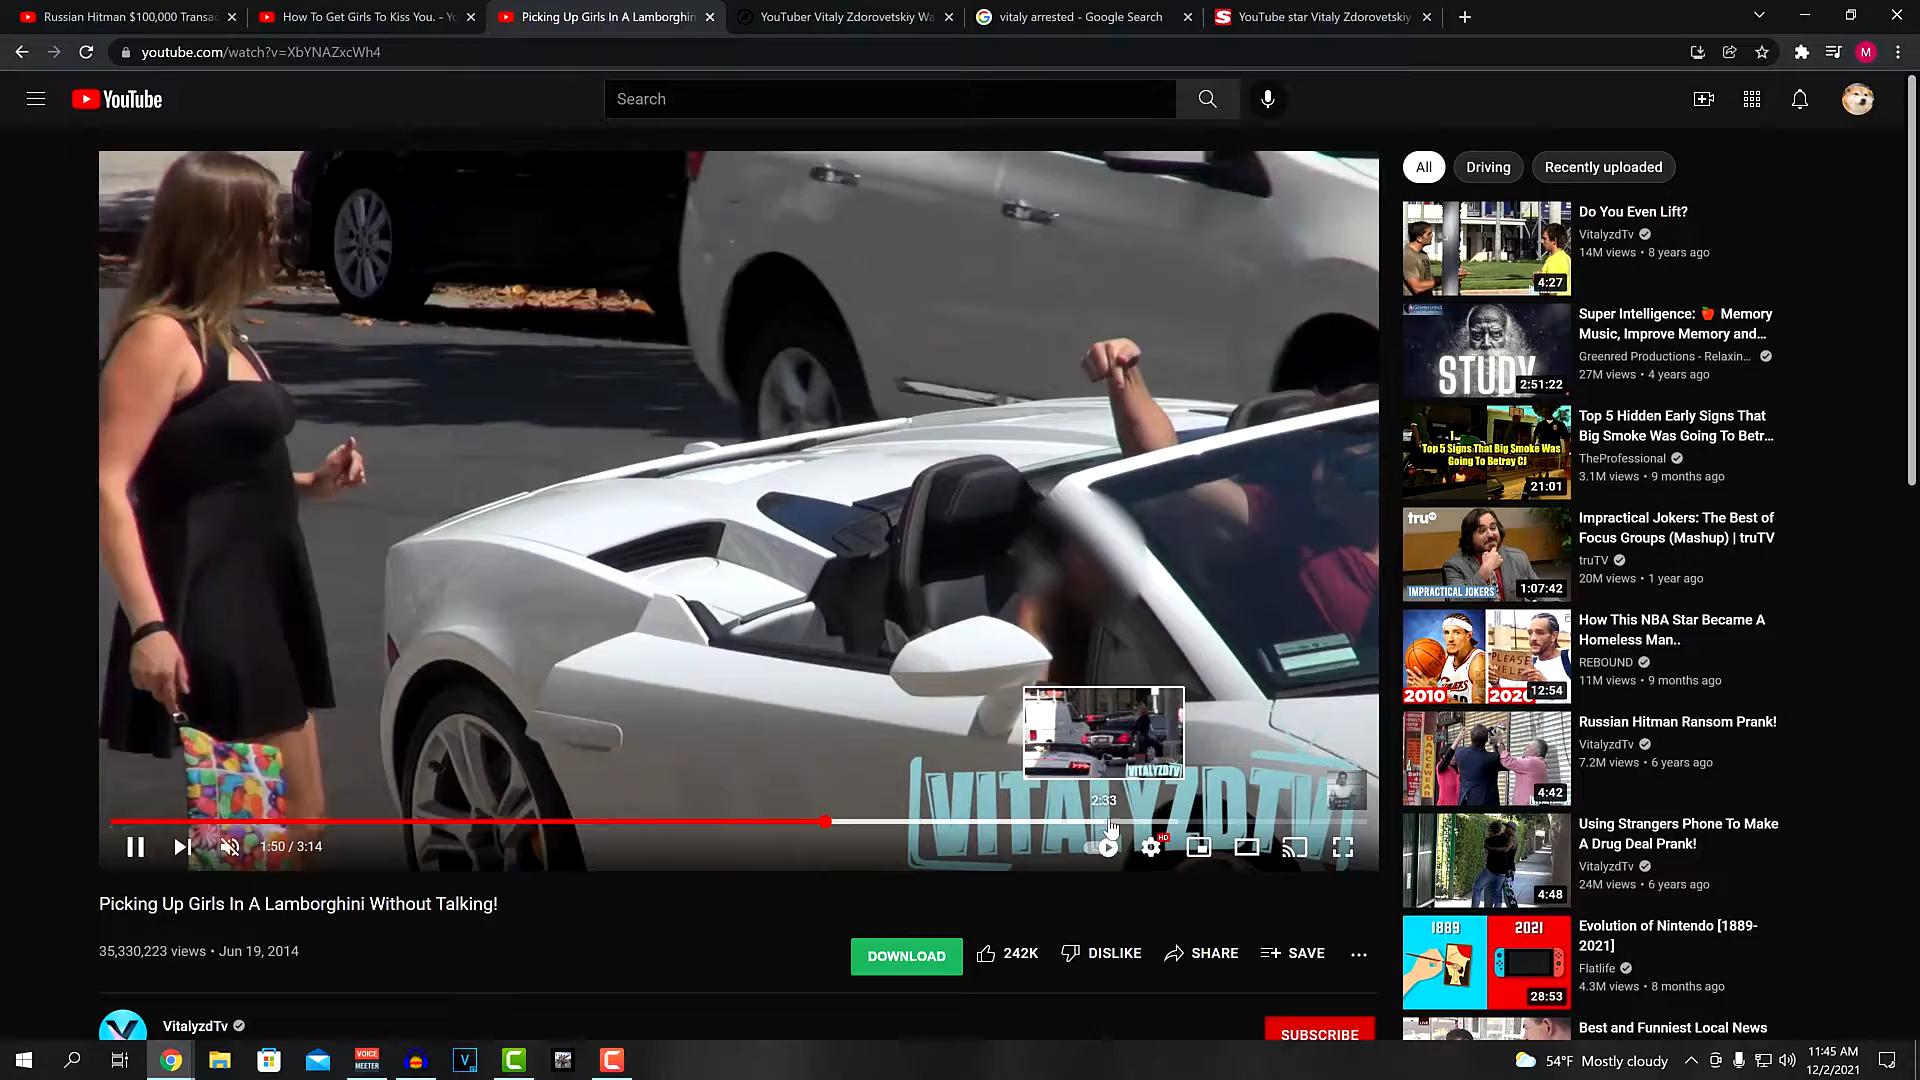 Russian Hitman $100,000 Transac
How To Get Girls To Kiss You. - Yo
Picking Up Girls In A Lamborghin
YouTuber Vitaly Zdorovetskiy Wa
vitaly arrested - Google Search
YouTube star Vitaly Zdorovetskiy
youtube.com/watch?v=XbYNAZxcWh4
M
YouTube
Search
All
Driving
Recently uploaded
Do You Even Lift?
VitalyzdTv
14M views • 8 years ago
4:27
Greenred
STUDY
2:51:22
Super Intelligence: 🍎 Memory
Music, Improve Memory and...
Greenred Productions - Relaxin...
27M views • 4 years ago
Top 5 Signs That Big Smoke Was
Going To Betray CJ
21:01
Top 5 Hidden Early Signs That
Big Smoke Was Going To Betr...
TheProfessional
3.1M views • 9 months ago
truTV
IMPRACTICAL JOKERS
1:07:42
Impractical Jokers: The Best of
Focus Groups (Mashup) | truTV
truTV
20M views • 1 year ago
PLEASE
HELP
2010
2020
12:54
How This NBA Star Became A
Homeless Man..
REBOUND
11M views • 9 months ago
DANCEWEAR
4:42
Russian Hitman Ransom Prank!
VitalyzdTv
7.2M views • 6 years ago
4:48
Using Strangers Phone To Make
A Drug Deal Prank!
VitalyzdTv
24M views • 6 years ago
1889
2021
28:53
Evolution of Nintendo [1889-
2021]
Flatlife
4.3M views • 8 months ago
Best and Funniest Local News
VITALYZDTV
VITALYZDTV
2:33
1:50 / 3:14
HD
Picking Up Girls In A Lamborghini Without Talking!
35,330,223 views • Jun 19, 2014
DOWNLOAD
242K
DISLIKE
SHARE
SAVE
VitalyzdTv
SUBSCRIBE
VOICE
MEETER
V
C
C
54°F Mostly cloudy
11:45 AM
12/2/2021